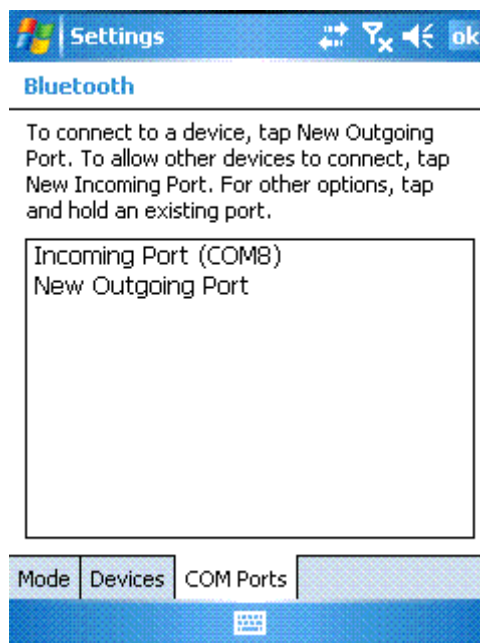 Settings
ok
Bluetooth
To connect to a device, tap New Outgoing
Port. To allow other devices to connect, tap
New Incoming Port. For other options, tap
and hold an existing port.
Incoming Port (COM8)
New Outgoing Port
Mode Devices COM Ports